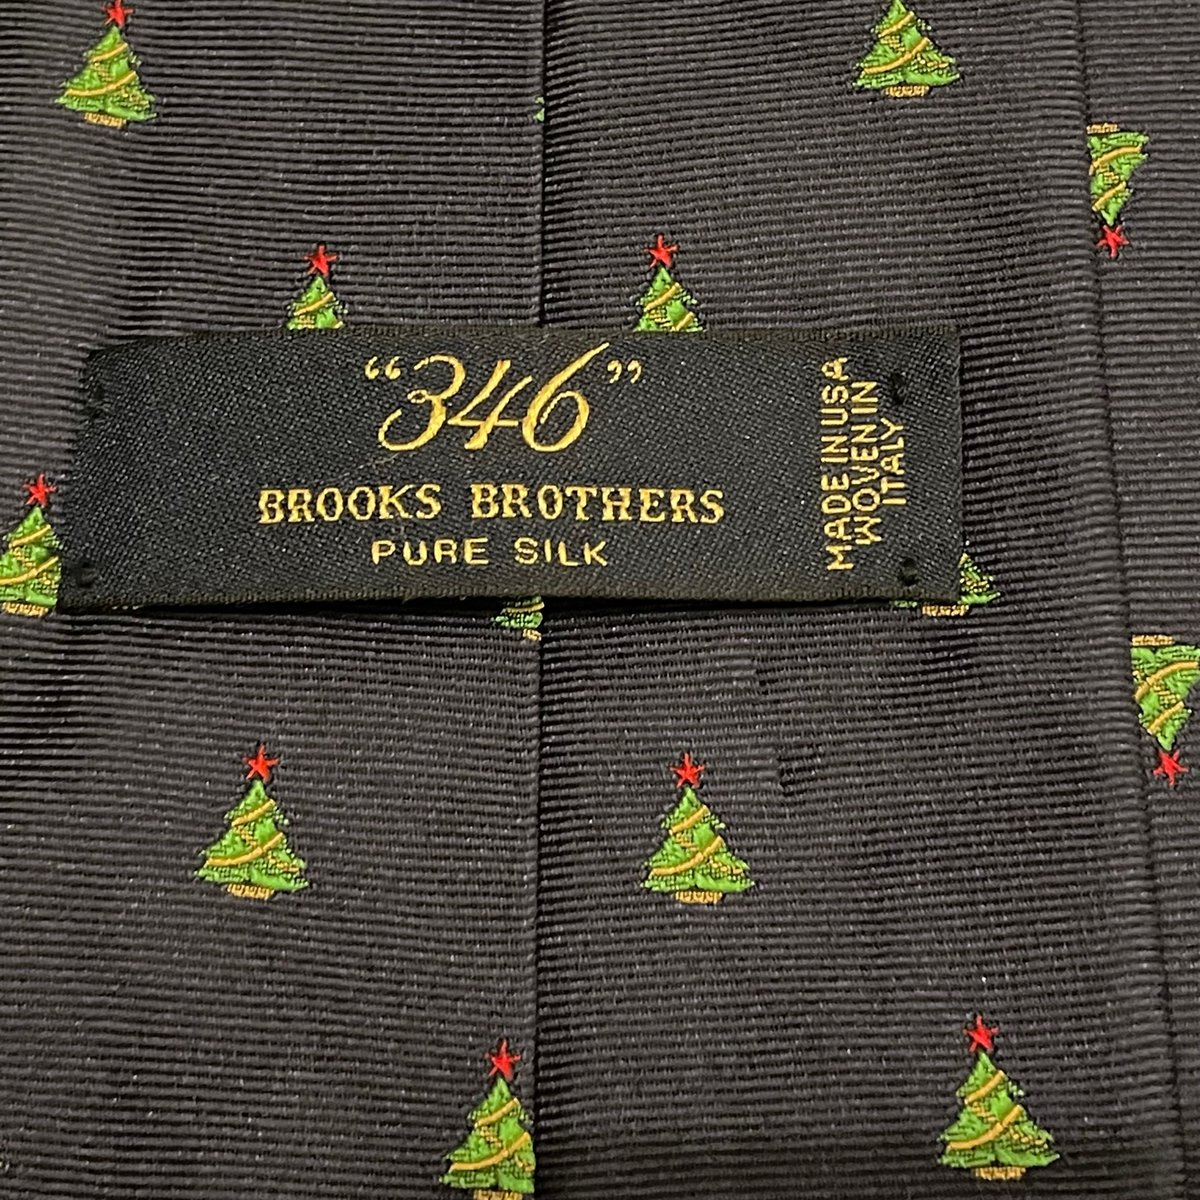 “346”
BROOKS BROTHERS
PURE SILK
MADE IN USA
WOVEN IN
ITALY